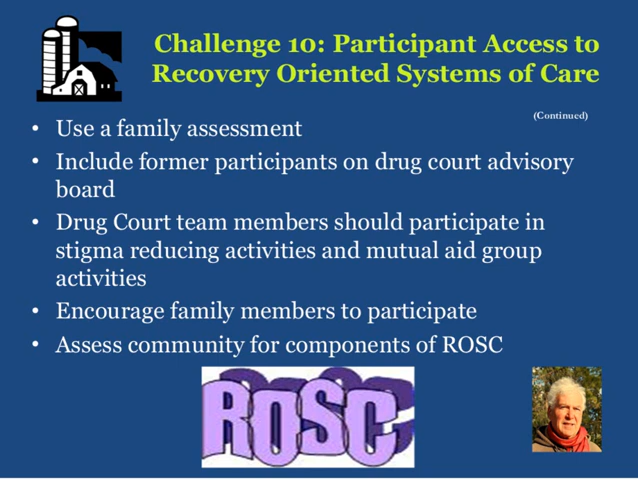 Challenge 10: Participant Access to
Recovery Oriented Systems of Care
(Continued)
• Use a family assessment
• Include former participants on drug court advisory
board
• Drug Court team members should participate in
stigma reducing activities and mutual aid group
activities
• Encourage family members to participate
• Assess community for components of ROSC
ROSC